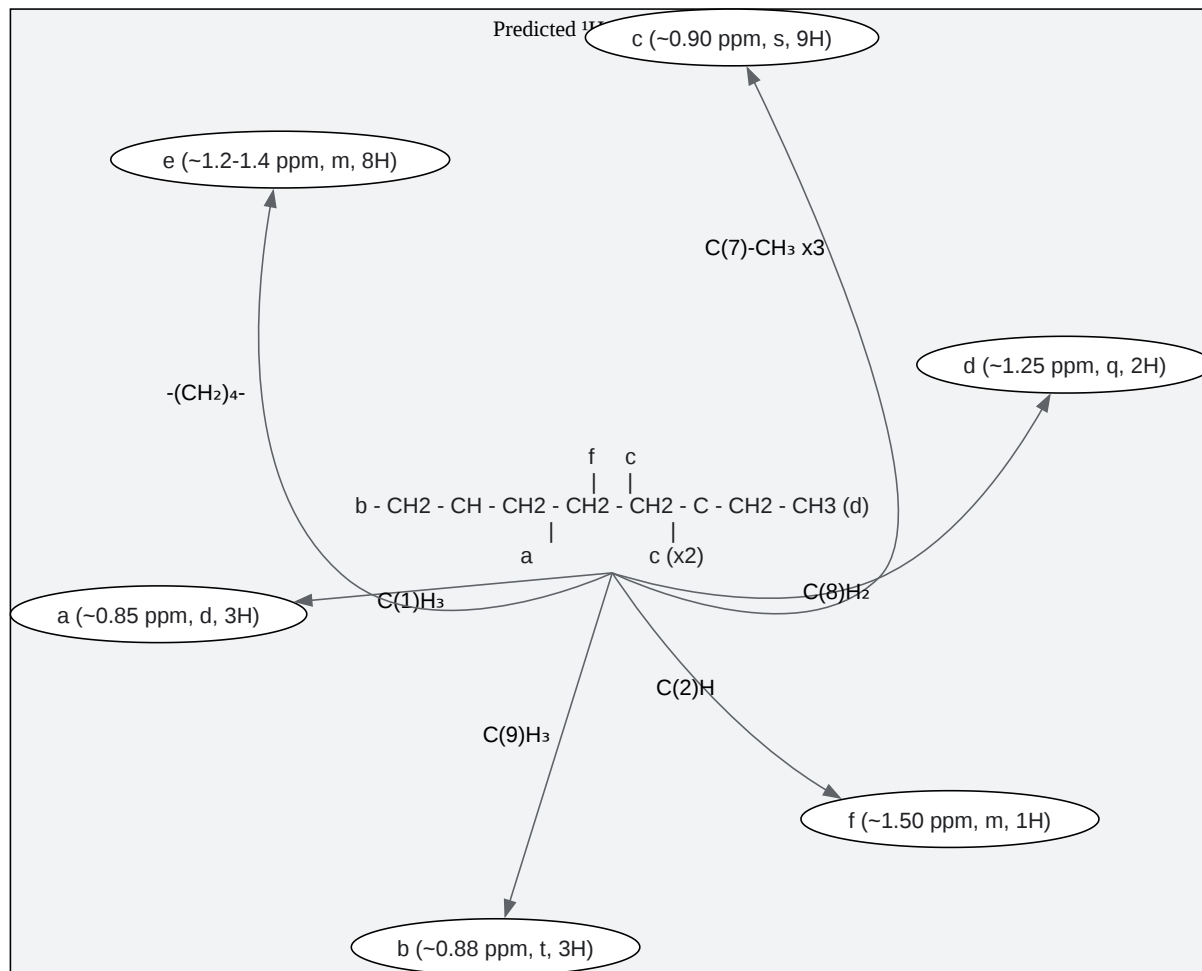 Predicted ¹H
c (~0.90 ppm, s, 9H)
e (~1.2-1.4 ppm, m, 8H)
C(7)-CH₃ x3
d (~1.25 ppm, q, 2H)
-(CH₂)₄-
f c
| |
b - CH2 - CH - CH2 - CH2 - CH2 - C - CH2 - CH3 (d)
| |
a c (x2)
C(8)H₂
C(1)H₃
a (~0.85 ppm, d, 3H)
C(2)H
C(9)H₃
f (~1.50 ppm, m, 1H)
b (~0.88 ppm, t, 3H)